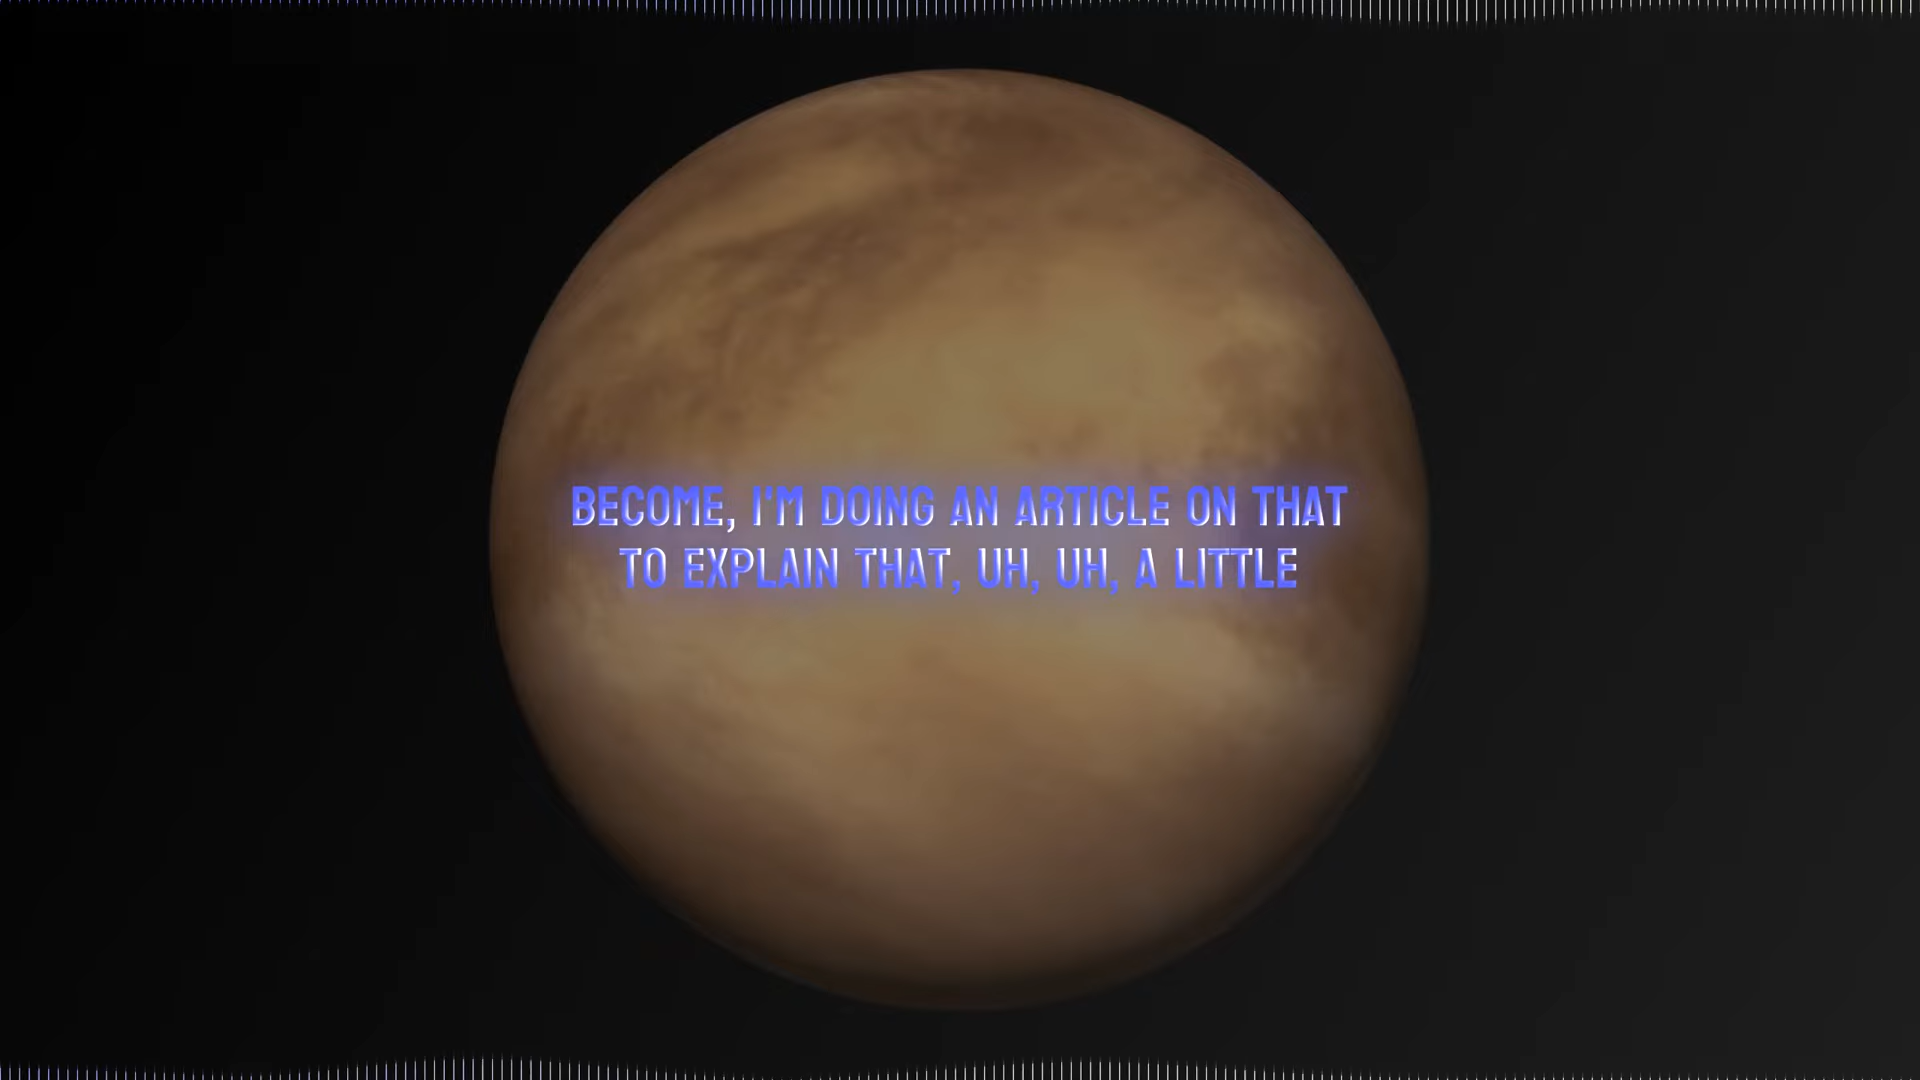 BECOME, I'M DOING AN ARTICLE ON THAT
TO EXPLAIN THAT, UH, UH, A LITTLE